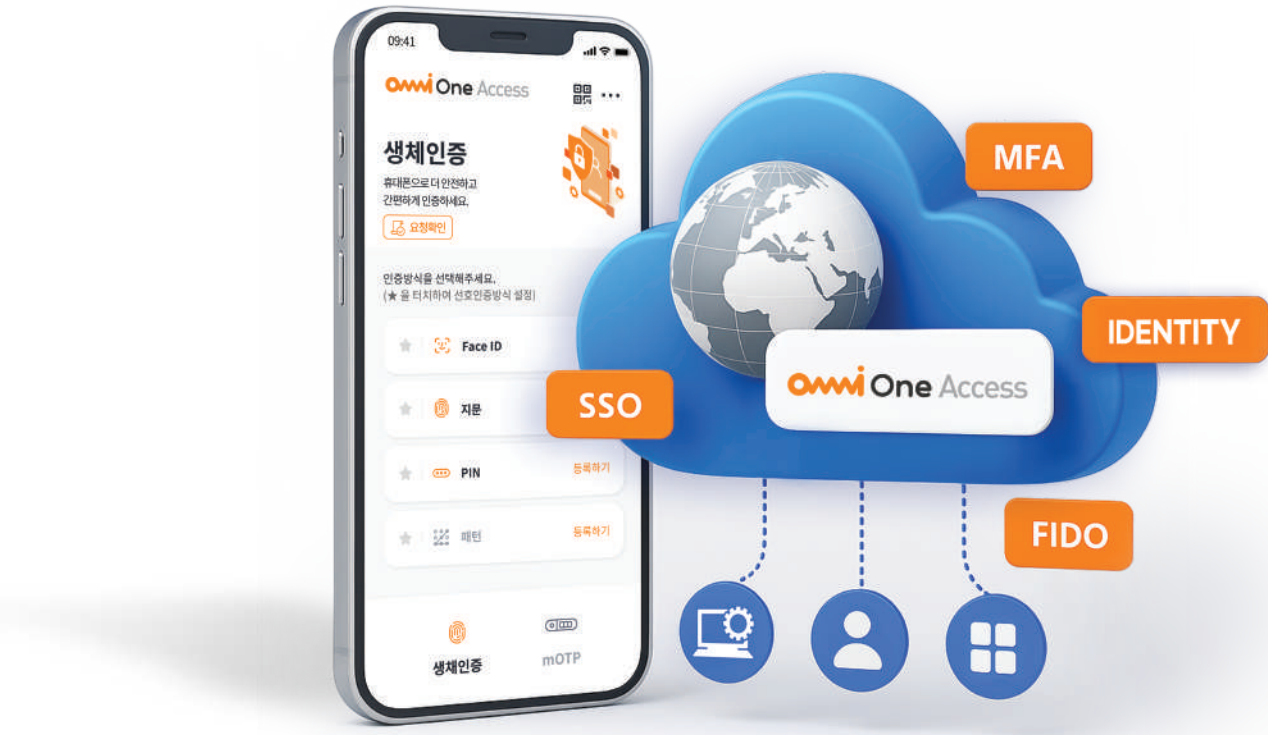 09:41
Omni One Access
생체인증
휴대폰으로 더 안전하고
간편하게 인증하세요.
요청확인
인증방식을 선택해주세요.
(★ 을 터치하여 선호인증방식 설정)
Face ID
지문
PIN 등록하기
패턴 등록하기
생채인증
mOTP
MFA
IDENTITY
Omni One Access
SSO
FIDO